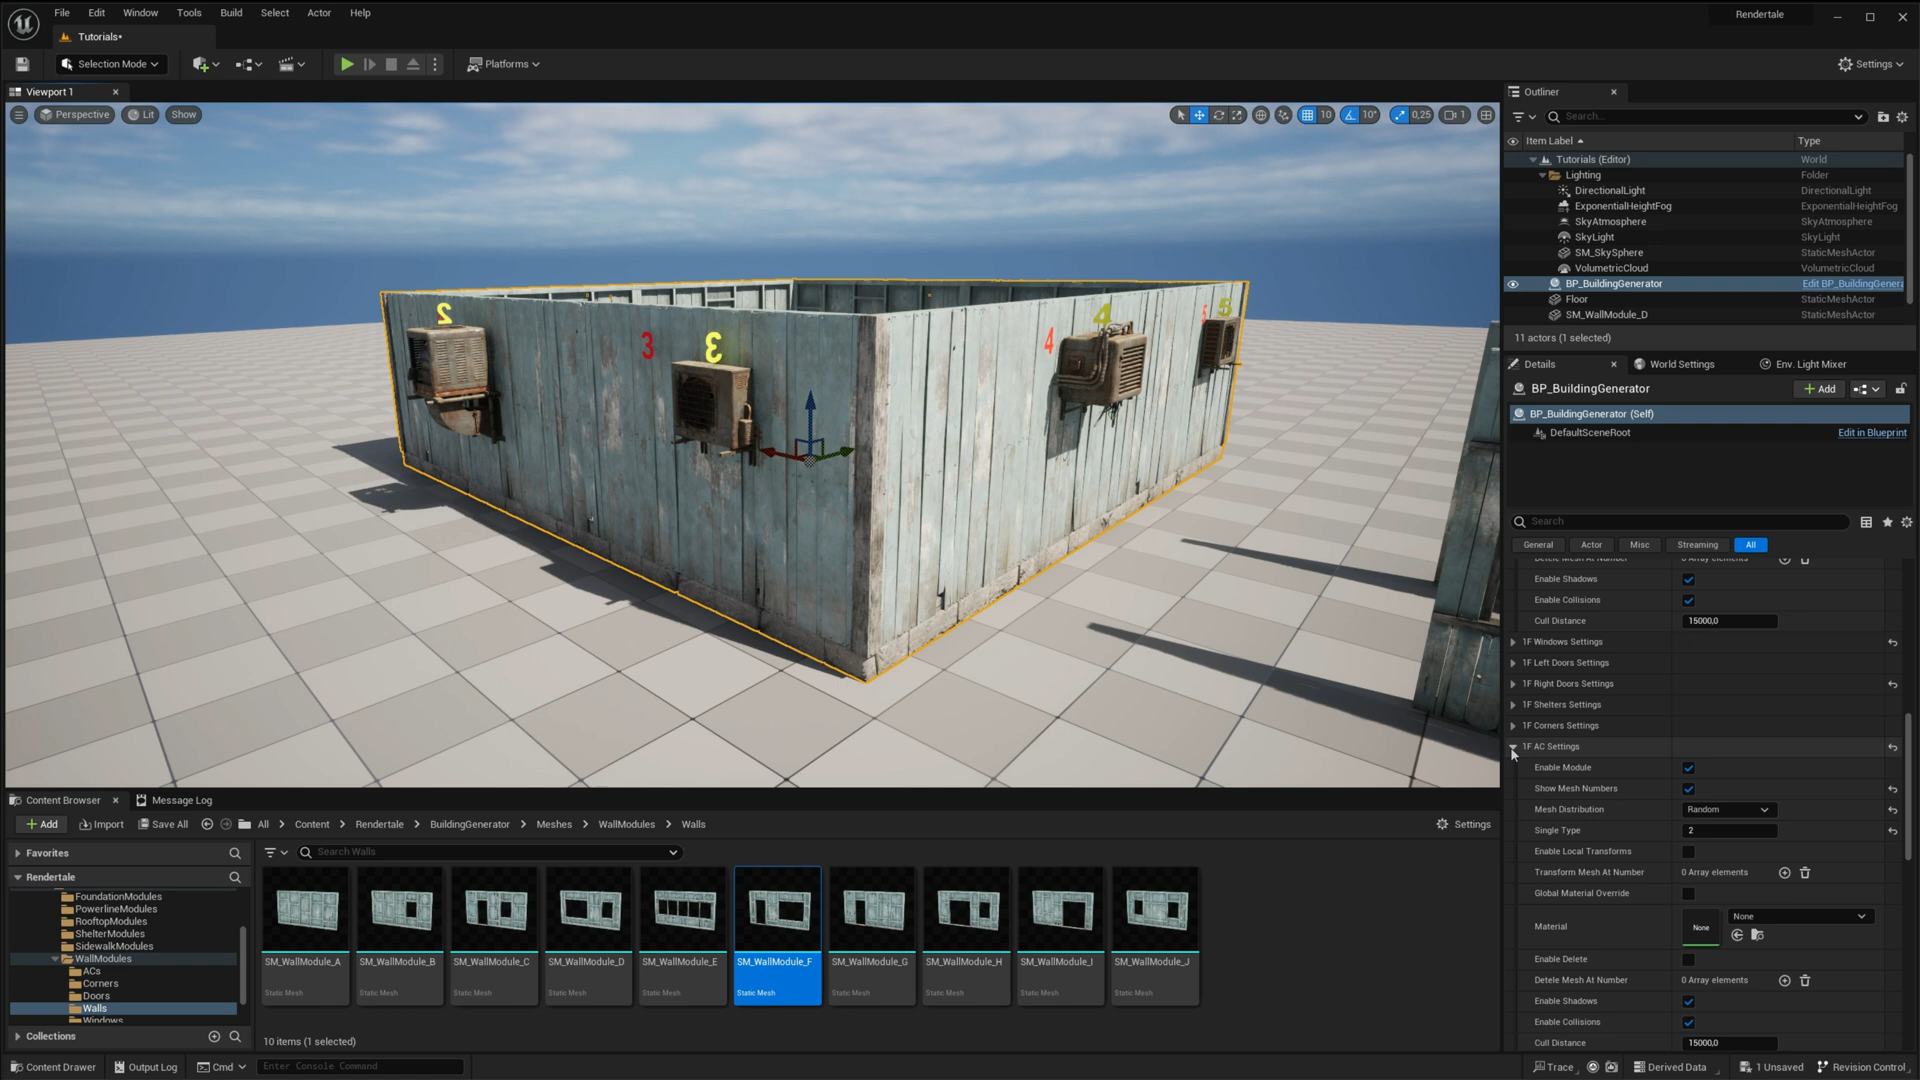 File Edit Window Tools Build Select Actor Help
Rendertale
Tutorials•
Selection Mode
Platforms
Settings
Viewport 1
Perspective
Lit
Show
10
10°
0,25
1
2
3
3
4
4
5
5
Outliner
Search...
Item Label
Type
Tutorials (Editor) World
Lighting Folder
DirectionalLight DirectionalLight
ExponentialHeightFog ExponentialHeightFog
SkyAtmosphere SkyAtmosphere
SkyLight SkyLight
SM_SkySphere StaticMeshActor
VolumetricCloud VolumetricCloud
BP_BuildingGenerator Edit BP_BuildingGenera
Floor StaticMeshActor
SM_WallModule_D StaticMeshActor
11 actors (1 selected)
Details
World Settings
Env. Light Mixer
BP_BuildingGenerator
Add
BP_BuildingGenerator (Self)
DefaultSceneRoot
Edit in Blueprint
Search
General Actor Misc Streaming All
Enable Shadows
Enable Collisions
Cull Distance 15000,0
1F Windows Settings
1F Left Doors Settings
1F Right Doors Settings
1F Shelters Settings
1F Corners Settings
1F AC Settings
Enable Module
Show Mesh Numbers
Mesh Distribution Random
Single Type 2
Enable Local Transforms
Transform Mesh At Number 0 Array elements
Global Material Override
Material None None
Enable Delete
Detele Mesh At Number 0 Array elements
Enable Shadows
Enable Collisions
Cull Distance 15000,0
Content Browser
Message Log
Add
Import
Save All
All > Content > Rendertale > BuildingGenerator > Meshes > WallModules > Walls
Settings
Favorites
Rendertale
FoundationModules
PowerlineModules
RooftopModules
ShelterModules
SidewalkModules
WallModules
ACs
Corners
Doors
Walls
Windows
Collections
Search Walls
SM_WallModule_A SM_WallModule_B SM_WallModule_C SM_WallModule_D SM_WallModule_E SM_WallModule_F SM_WallModule_G SM_WallModule_H SM_WallModule_I SM_WallModule_J
Static Mesh Static Mesh Static Mesh Static Mesh Static Mesh Static Mesh Static Mesh Static Mesh Static Mesh Static Mesh
10 items (1 selected)
Content Drawer
Output Log
Cmd
Enter Console Command
Trace
Derived Data
1 Unsaved
Revision Control